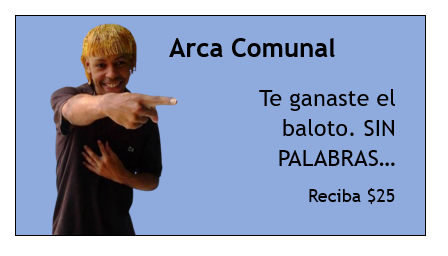 Arca Comunal
Te ganaste el
baloto. SIN
PALABRAS...
Reciba $25